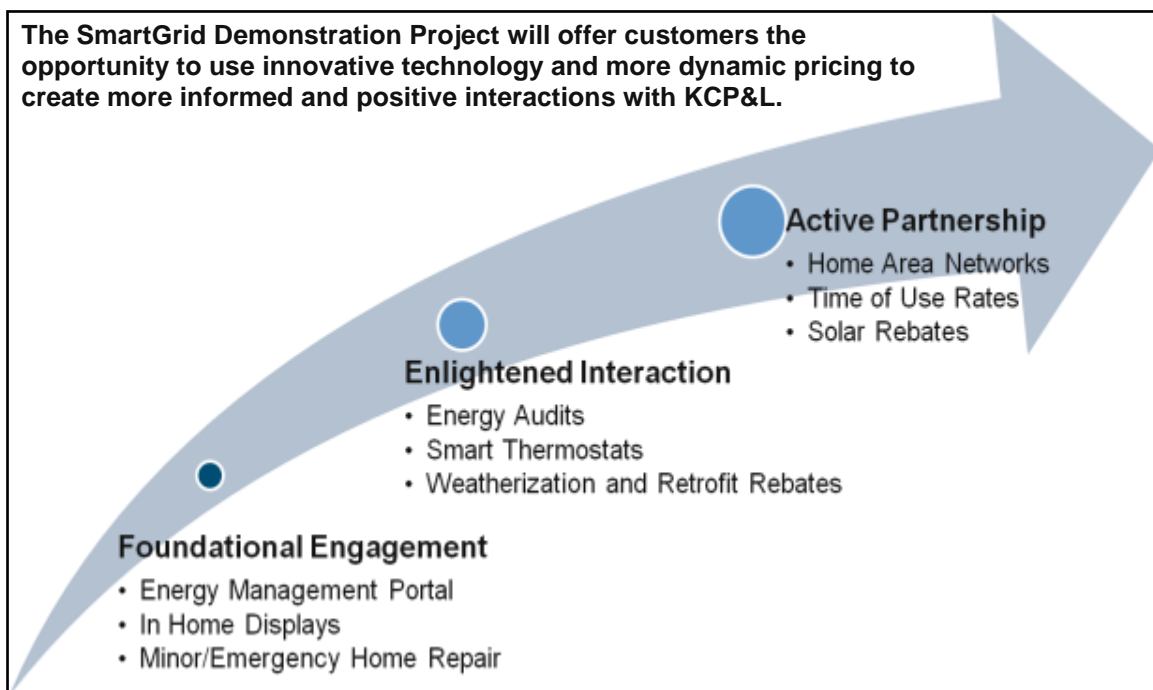 The SmartGrid Demonstration Project will offer customers the
opportunity to use innovative technology and more dynamic pricing to
create more informed and positive interactions with KCP&L.
Active Partnership
• Home Area Networks
• Time of Use Rates
• Solar Rebates
Enlightened Interaction
• Energy Audits
• Smart Thermostats
• Weatherization and Retrofit Rebates
Foundational Engagement
• Energy Management Portal
• In Home Displays
• Minor/Emergency Home Repair